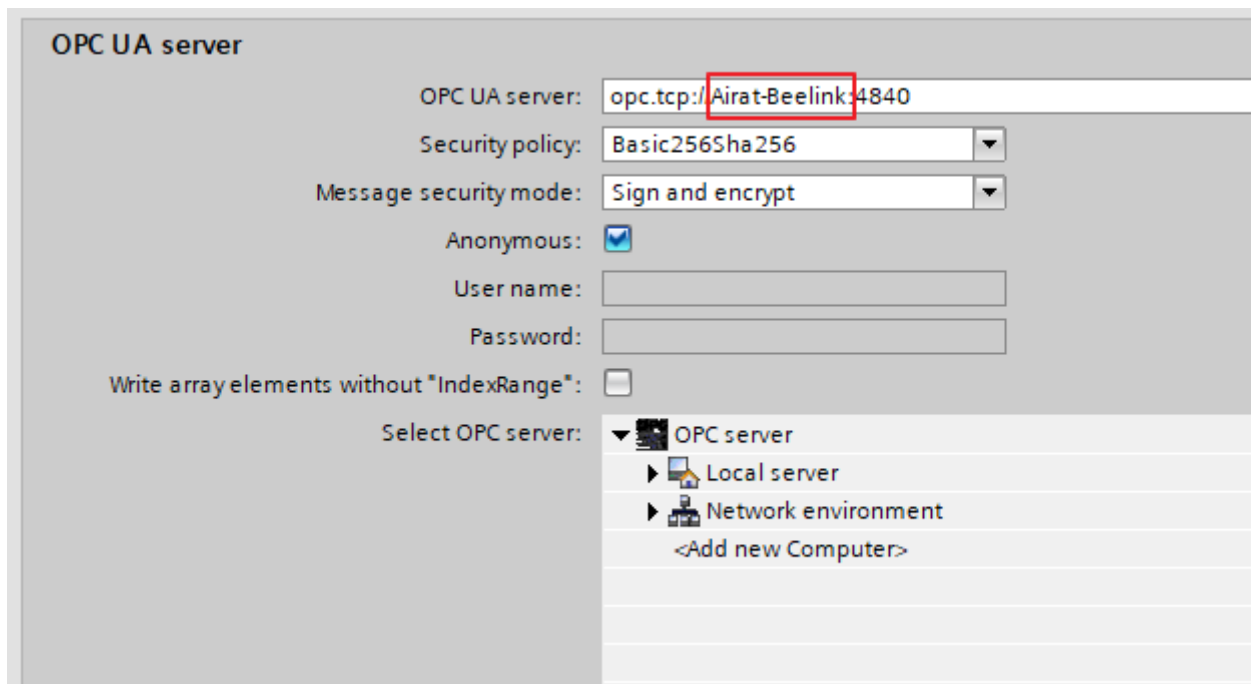 OPC UA server
OPC UA server: opc.tcp://Airat-Beelink:4840
Security policy: Basic256Sha256
Message security mode: Sign and encrypt
Anonymous:
User name:
Password:
Write array elements without "IndexRange":
Select OPC server: OPC server
Local server
Network environment
<Add new Computer>